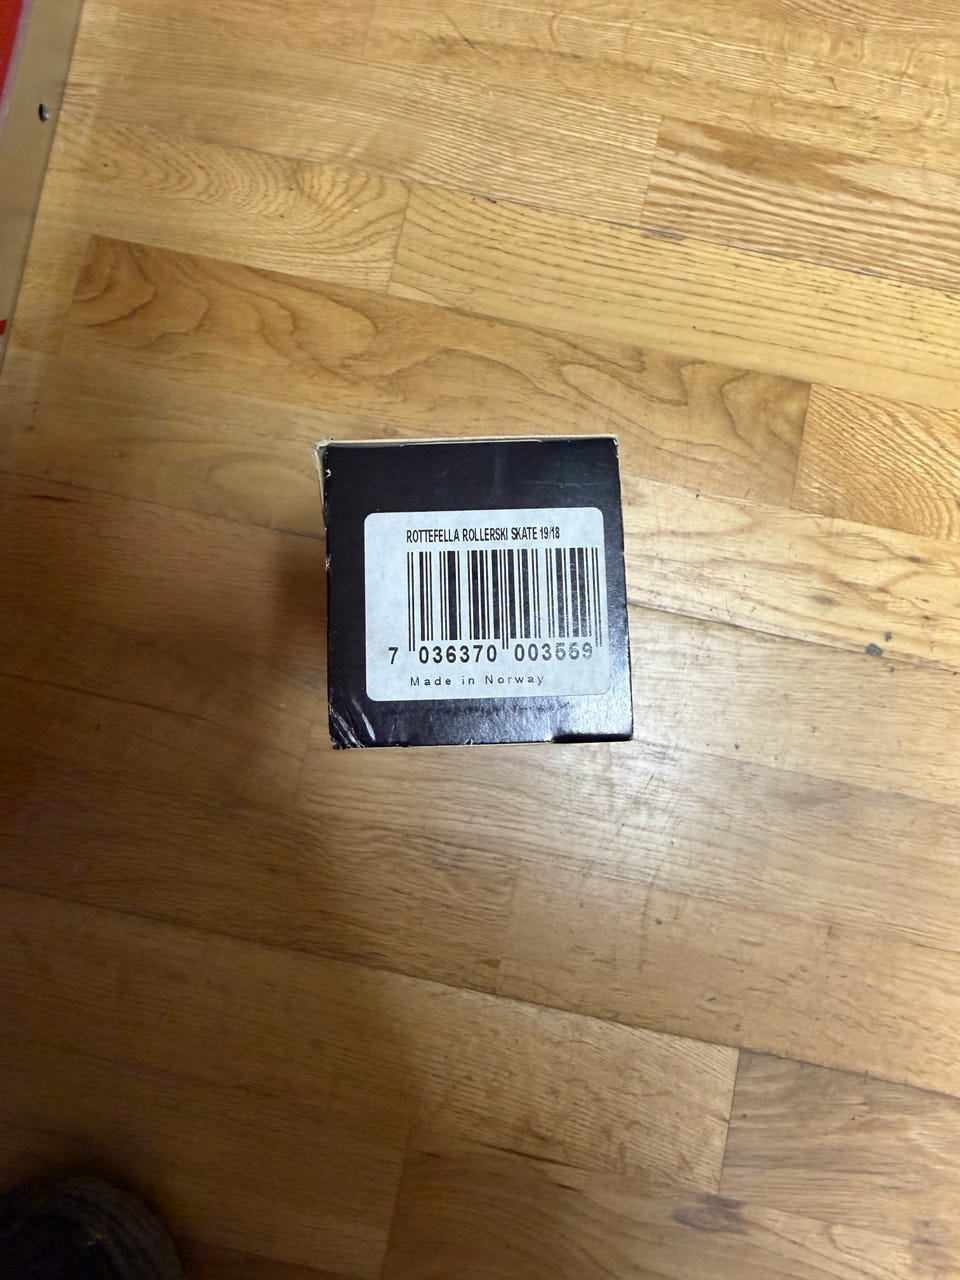 ROTTEFELLA ROLLERSKI SKATE 19/18
7 036370 003559
Made in Norway